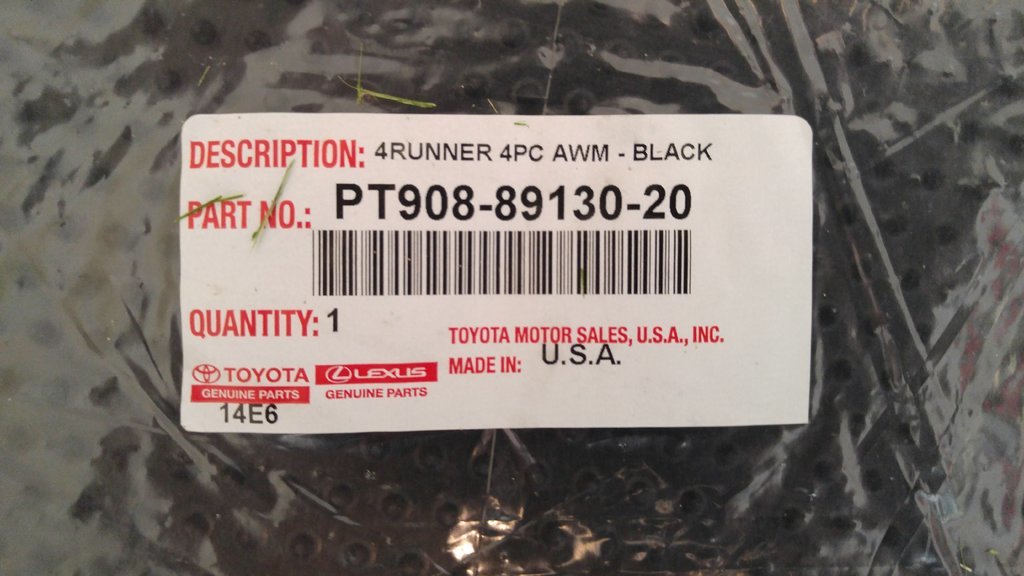 DESCRIPTION: 4RUNNER 4PC AWM - BLACK
PART NO.: PT908-89130-20
QUANTITY: 1
TOYOTA MOTOR SALES, U.S.A., INC.
MADE IN: U.S.A.
TOYOTA LEXUS
GENUINE PARTS GENUINE PARTS
14E6